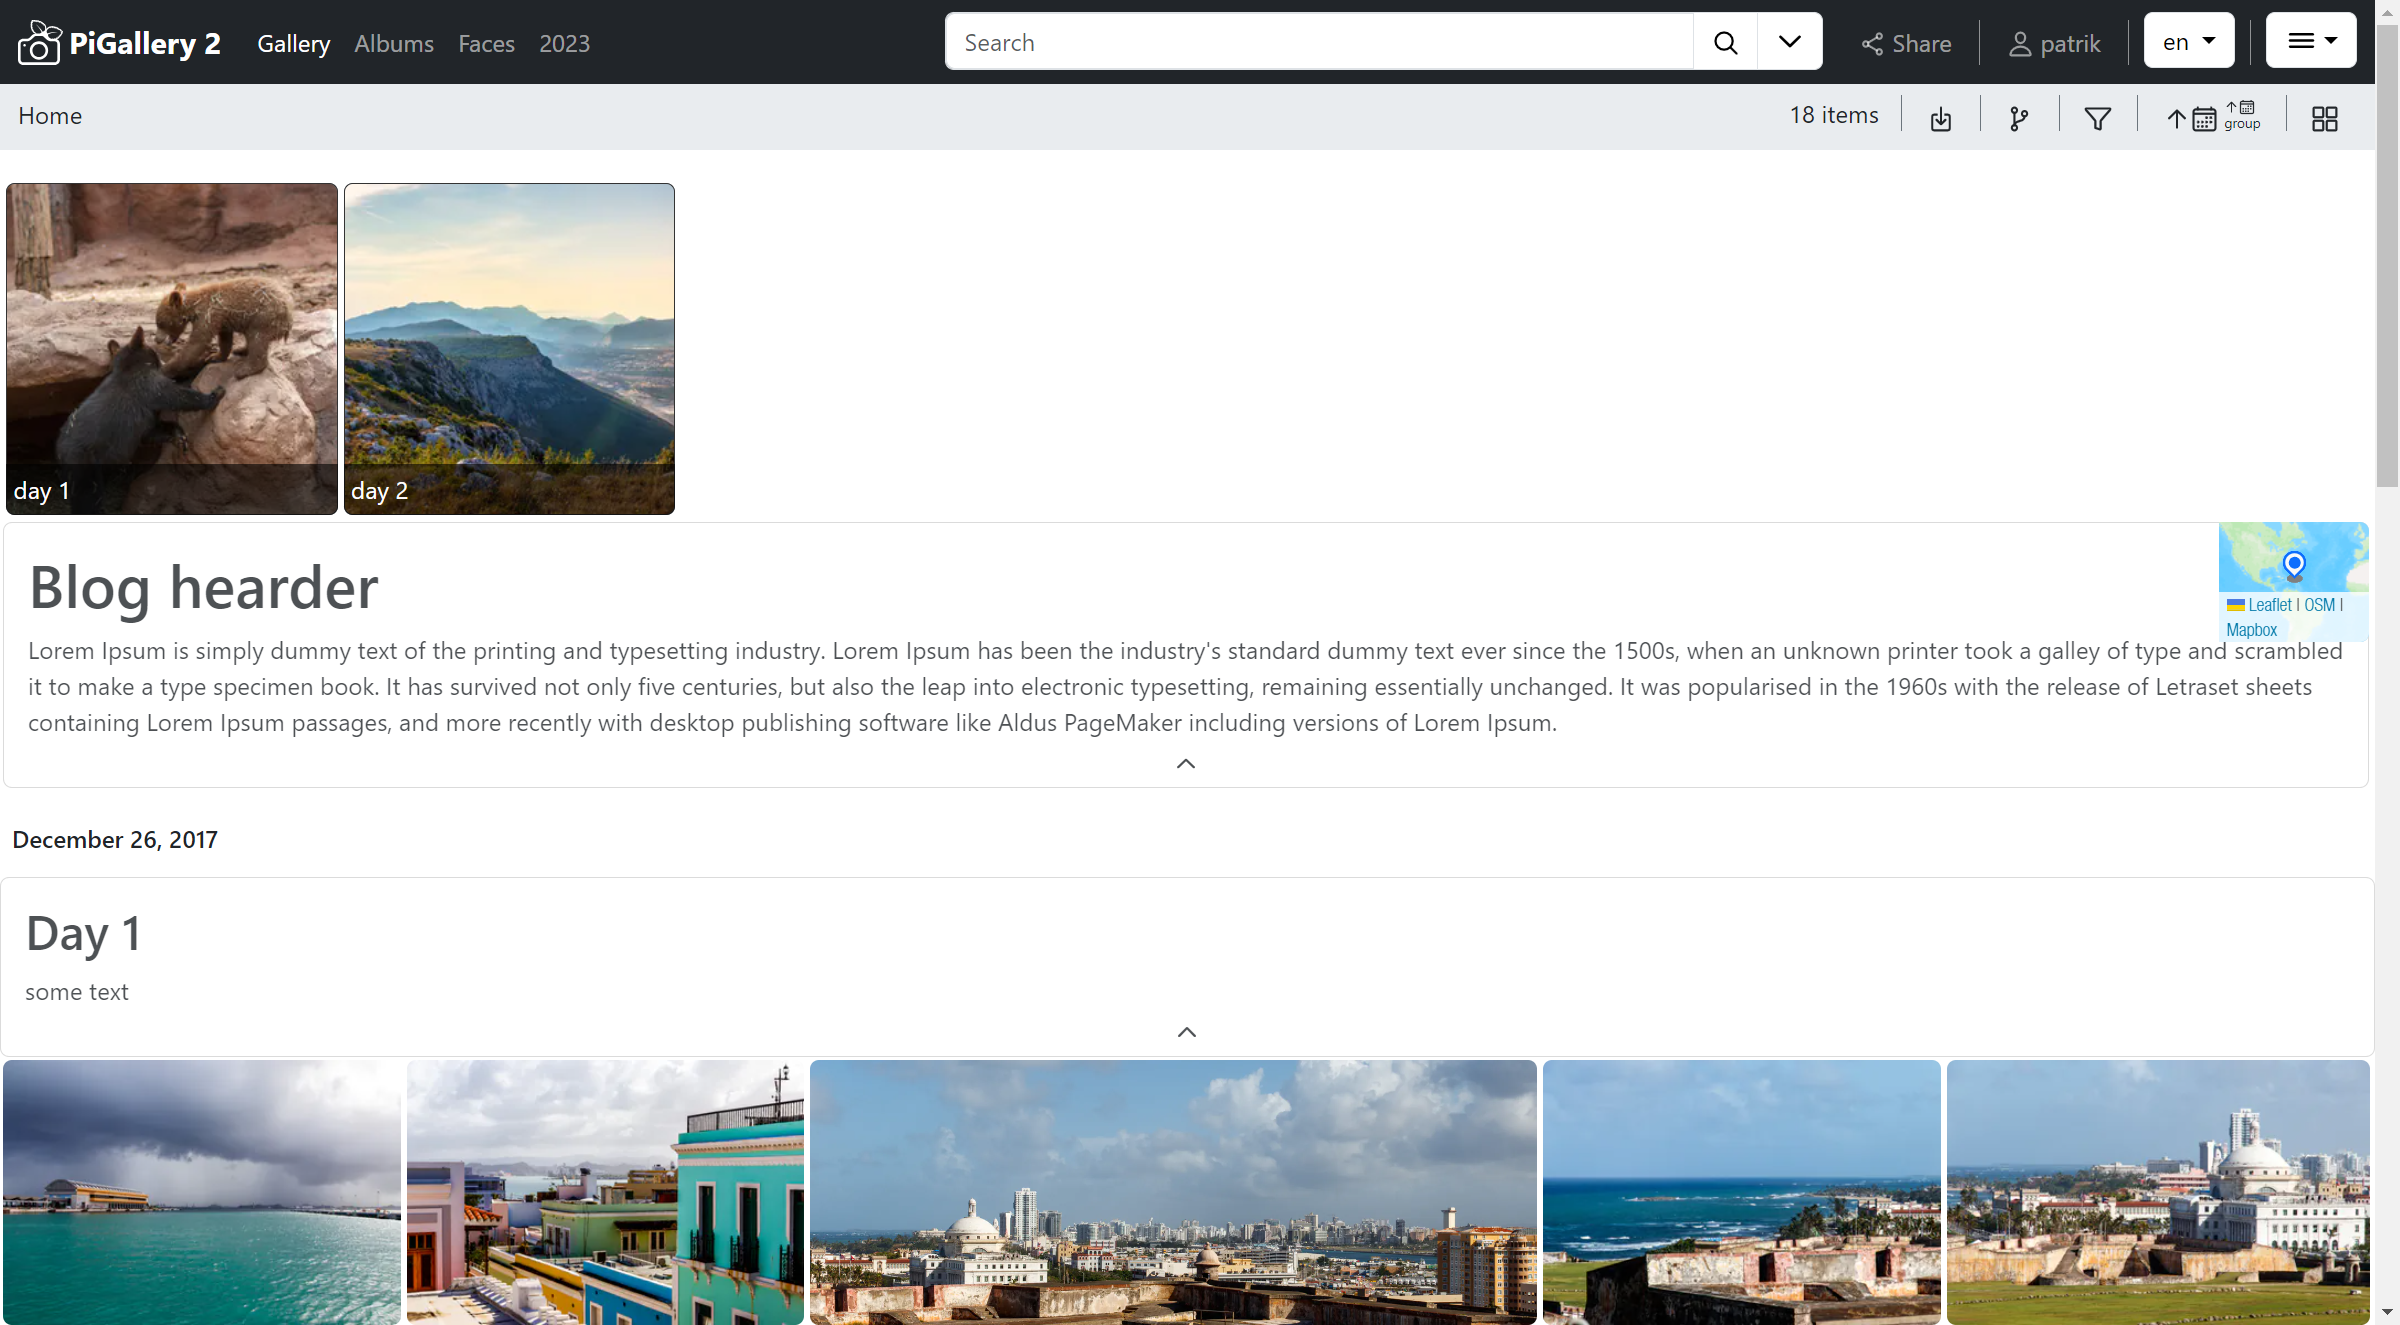 PiGallery 2 Gallery Albums Faces 2023 Search Share patrik en
Home 18 items group
day 1 day 2
Blog hearder
Leaflet | OSM |
Mapbox
Lorem Ipsum is simply dummy text of the printing and typesetting industry. Lorem Ipsum has been the industry's standard dummy text ever since the 1500s, when an unknown printer took a galley of type and scrambled
it to make a type specimen book. It has survived not only five centuries, but also the leap into electronic typesetting, remaining essentially unchanged. It was popularised in the 1960s with the release of Letraset sheets
containing Lorem Ipsum passages, and more recently with desktop publishing software like Aldus PageMaker including versions of Lorem Ipsum.
December 26, 2017
Day 1
some text